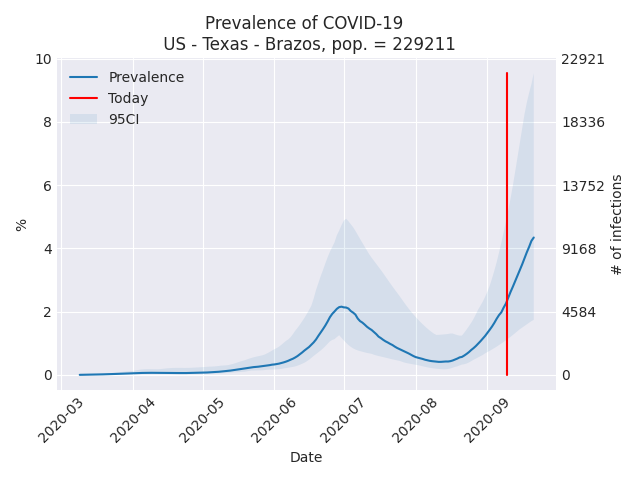 Prevalence of COVID-19
US - Texas - Brazos, pop. = 229211
Prevalence
Today
95CI
%
10
8
6
4
2
0
22921
18336
13752
9168
4584
0
# of infections
2020-03
2020-04
2020-05
2020-06
2020-07
2020-08
2020-09
Date